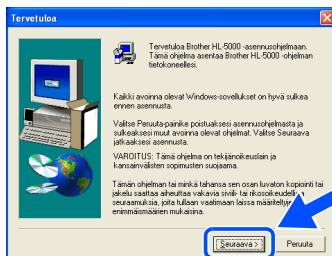 Tervetuloa
Tervetuloa Brother HL-5000 -asennusohjelmaan.
Tämä ohjelma asentaa Brother HL-5000 -ohjelman
tietokoneellesi.
Kaikki avoinna olevat Windows-sovellukset on hyvä sulkea
ennen asennusta.
Valitse Peruuta-painike poistuaksesi asennusohjelmasta ja
sulkeaksesi muut avoinna olevat ohjelmat. Valitse Seuraava
jatkaaksesi asennusta.
VAROITUS: Tämä ohjelma on tekijänoikeuslain ja
kansainvälisten sopimusten suojaama.
Tämän ohjelman tai minkä tahansa sen osan luvaton kopiointi tai
jakelu saattaa aiheuttaa vakavia siviili- tai rikosoikeudellisia
seuraamuksia, joita tullaan vaatimaan laissa määriteltyjen
enimmäismäärien mukaisina.
Seuraava >
Peruuta